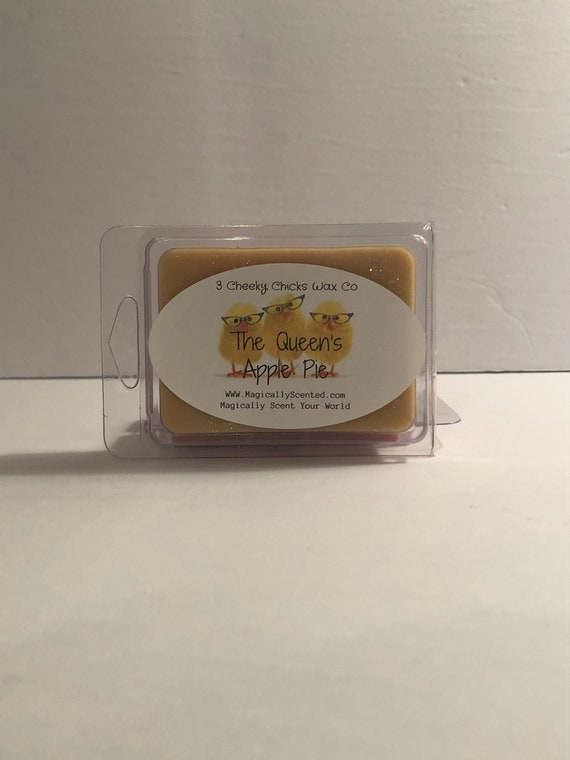 3 Cheeky Chicks Wax Co
The Queen's
Apple Pie
WWW.MagicallyScented.com
Magically Scent Your World